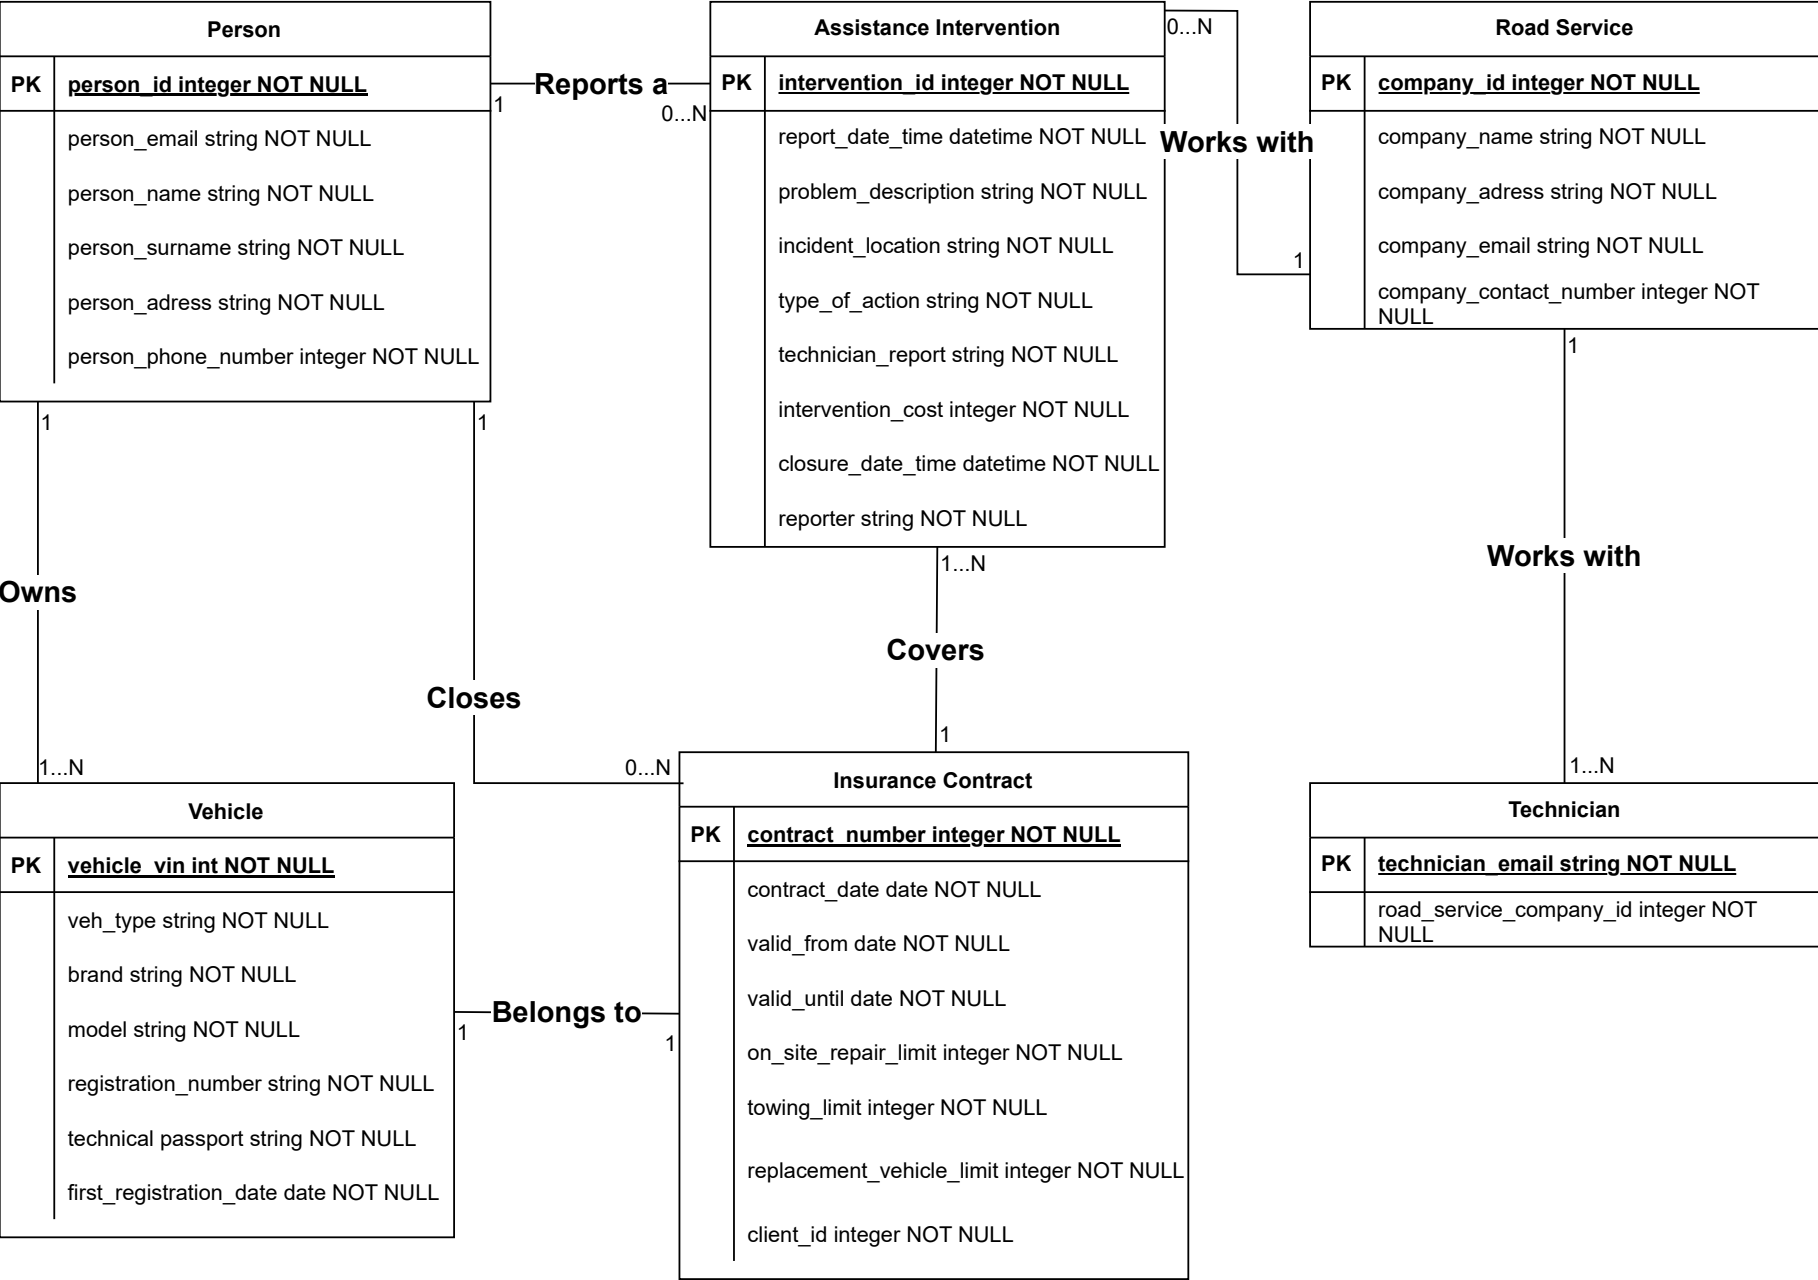 Person
PK
person_id integer NOT NULL
person_email string NOT NULL
person_name string NOT NULL
person_surname string NOT NULL
person_adress string NOT NULL
person_phone_number integer NOT NULL
1
Reports a
0...N
Assistance Intervention
PK
intervention_id integer NOT NULL
report_date_time datetime NOT NULL
problem_description string NOT NULL
incident_location string NOT NULL
type_of_action string NOT NULL
technician_report string NOT NULL
intervention_cost integer NOT NULL
closure_date_time datetime NOT NULL
reporter string NOT NULL
0...N
Works with
1
Road Service
PK
company_id integer NOT NULL
company_name string NOT NULL
company_adress string NOT NULL
company_email string NOT NULL
company_contact_number integer NOT
NULL
1
Owns
1...N
1
Closes
0...N
1...N
Covers
1
1
Works with
1...N
Vehicle
PK
vehicle_vin int NOT NULL
veh_type string NOT NULL
brand string NOT NULL
model string NOT NULL
registration_number string NOT NULL
technical passport string NOT NULL
first_registration_date date NOT NULL
1
Belongs to
1
Insurance Contract
PK
contract_number integer NOT NULL
contract_date date NOT NULL
valid_from date NOT NULL
valid_until date NOT NULL
on_site_repair_limit integer NOT NULL
towing_limit integer NOT NULL
replacement_vehicle_limit integer NOT NULL
client_id integer NOT NULL
Technician
PK
technician_email string NOT NULL
road_service_company_id integer NOT
NULL